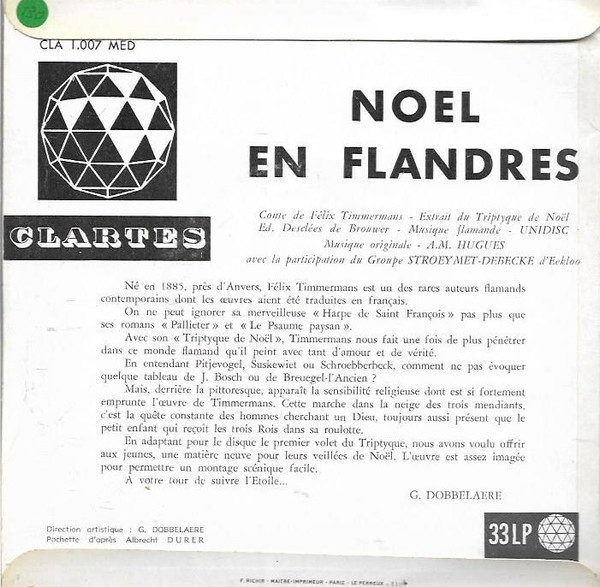 130
CLA 1.007 MED
NOEL
EN FLANDRES
CLARTES
Conte de Félix Timmermans - Extrait du Triptyque de Noël
Ed. Desclées de Brouwer - Musique flamande - UNIDISC
Musique originale - A.M. HUGUES
avec la participation du Groupe STROEYMET-DEBECKE d'Eekloo
Né en 1885, près d'Anvers, Félix Timmermans est un des rares auteurs flamands
contemporains dont les œuvres aient été traduites en français.
On ne peut ignorer sa merveilleuse « Harpe de Saint François » pas plus que
ses romans « Pallieter » et « Le Psaume paysan ».
Avec son « Triptyque de Noël », Timmermans nous fait une fois de plus pénétrer
dans ce monde flamand qu'il peint avec tant d'amour et de vérité.
En entendant Pitjevogel, Suskewiet ou Schroebberbeck, comment ne pas évoquer
quelque tableau de J. Bosch ou de Breuegel-l'Ancien ?
Mais, derrière la pittoresque, apparaît la sensibilité religieuse dont est si fortement
emprunte l'œuvre de Timmermans. Cette marche dans la neige des trois mendiants,
c'est la quête constante des hommes cherchant un Dieu, toujours aussi présent que le
petit enfant qui reçoit les trois Rois dans sa roulotte.
En adaptant pour le disque le premier volet du Triptyque, nous avons voulu offrir
aux jeunes, une matière neuve pour leurs veillées de Noël. L'œuvre est assez imagée
pour permettre un montage scénique facile.
A votre tour de suivre l'Etoile...
G. DOBBELAERE
Direction artistique : G. DOBBELAERE
Pochette d'après Albrecht DURER
33 LP
MAITRE-IMPRIMEUR - PARIS - LE PERREUX